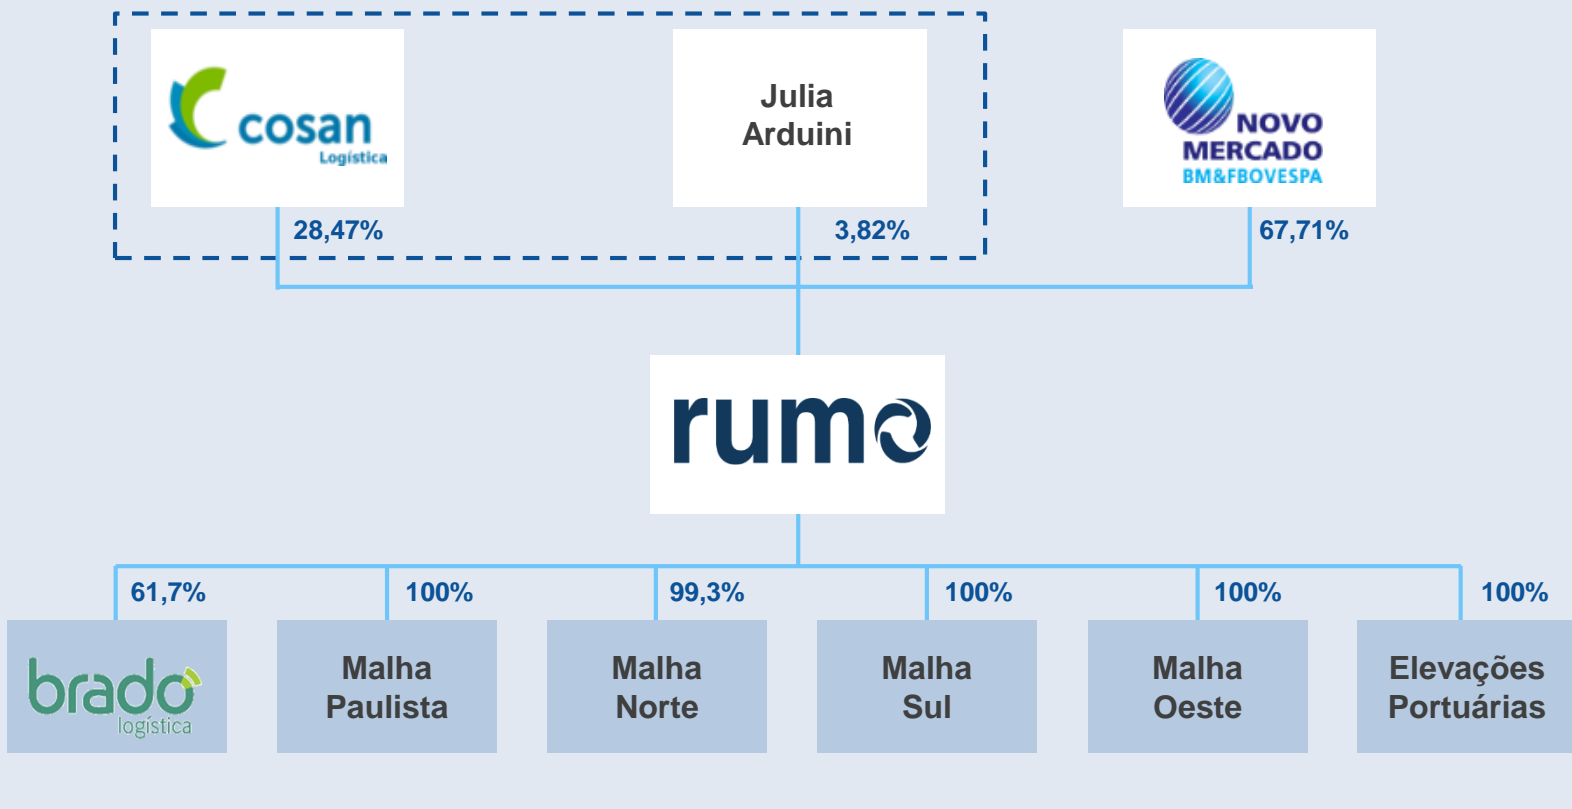 cosan
Logística
Julia
Arduini
NOVO
MERCADO
BM&FBOVESPA
28,47%
3,82%
67,71%
rumo
61,7%
100%
99,3%
100%
100%
100%
brado
logística
Malha
Paulista
Malha
Norte
Malha
Sul
Malha
Oeste
Elevações
Portuárias